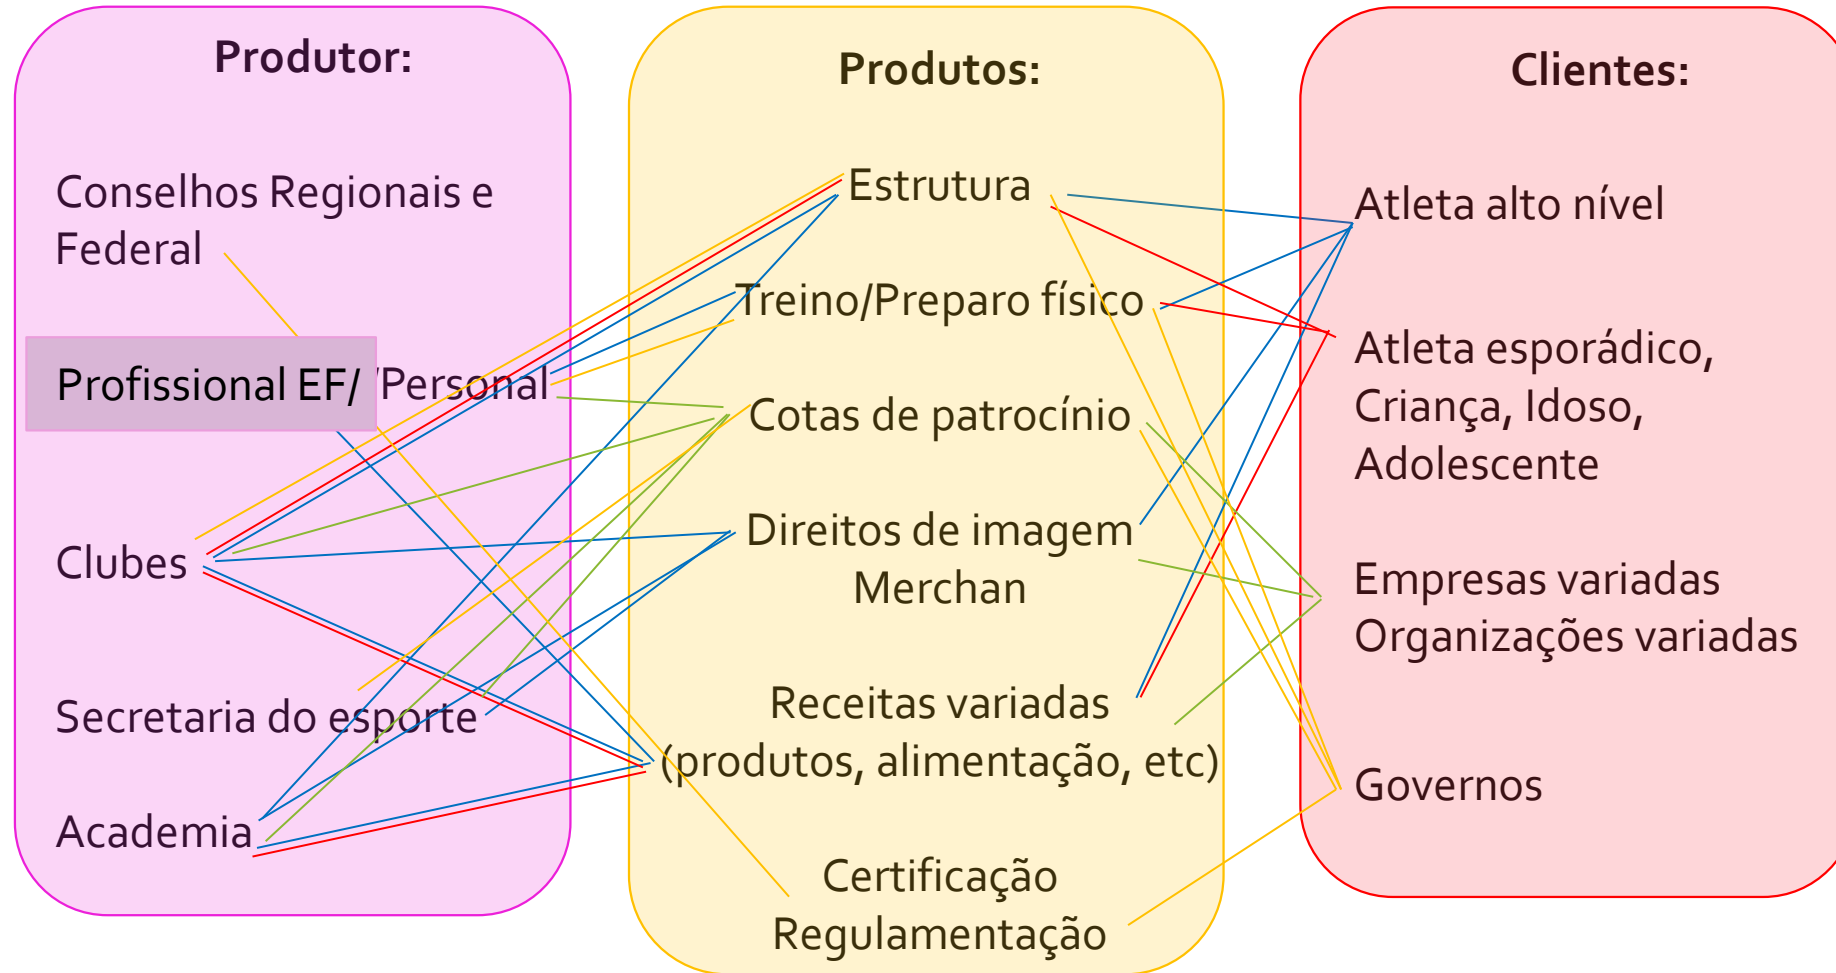 Produtor:
Conselhos Regionais e
Federal
Profissional EF/ /Personal
Clubes
Secretaria do esporte
Academia
Produtos:
Estrutura
Treino/Preparo físico
Cotas de patrocínio
Direitos de imagem
Merchan
Receitas variadas
(produtos, alimentação, etc)
Certificação
Regulamentação
Clientes:
Atleta alto nível
Atleta esporádico,
Criança, Idoso,
Adolescente
Empresas variadas
Organizações variadas
Governos